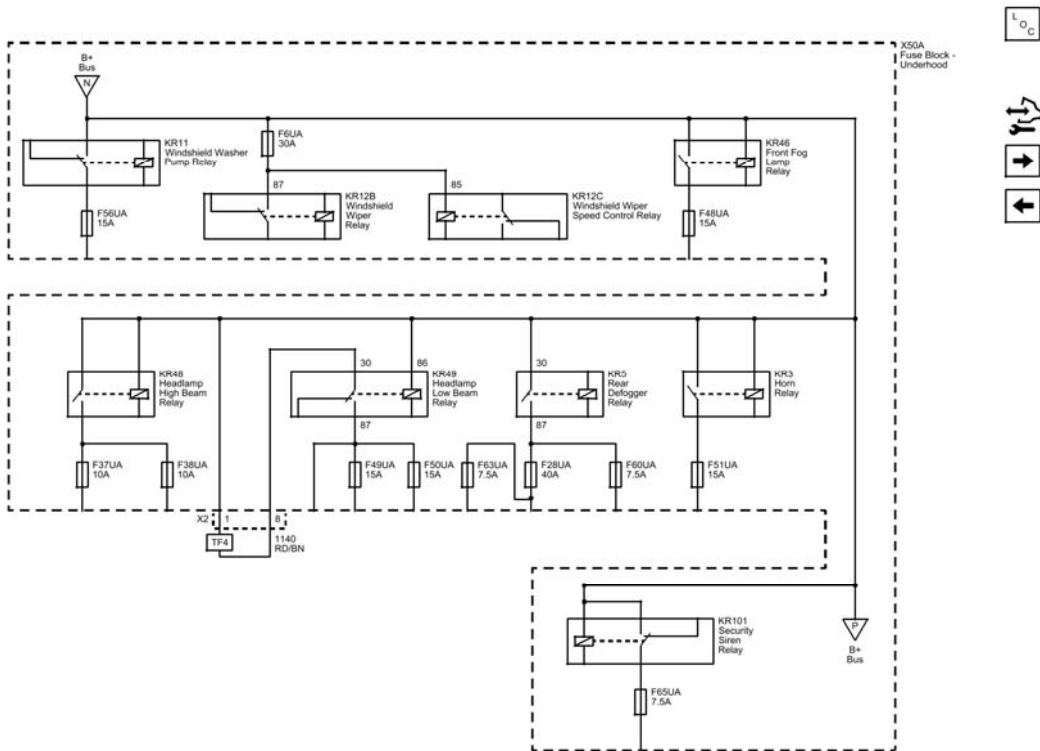 L
O
C
X50A
Fuse Block -
Underhood
B+
Bus
N
KR11
Windshield Washer
Pump Relay
F56UA
15A
F6UA
30A
87
KR12B
Windshield
Wiper
Relay
85
KR12C
Windshield Wiper
Speed Control Relay
KR46
Front Fog
Lamp
Relay
F48UA
15A
KR48
Headlamp
High Beam
Relay
F37UA
10A
F38UA
10A
30
86
KR49
Headlamp
Low Beam
Relay
87
F49UA
15A
F50UA
15A
30
KR5
Rear
Defogger
Relay
87
F63UA
7.5A
F28UA
40A
F60UA
7.5A
KR3
Horn
Relay
F51UA
15A
X2
1
8
TF4
1140
RD/BN
KR101
Security
Siren
Relay
F65UA
7.5A
P
B+
Bus